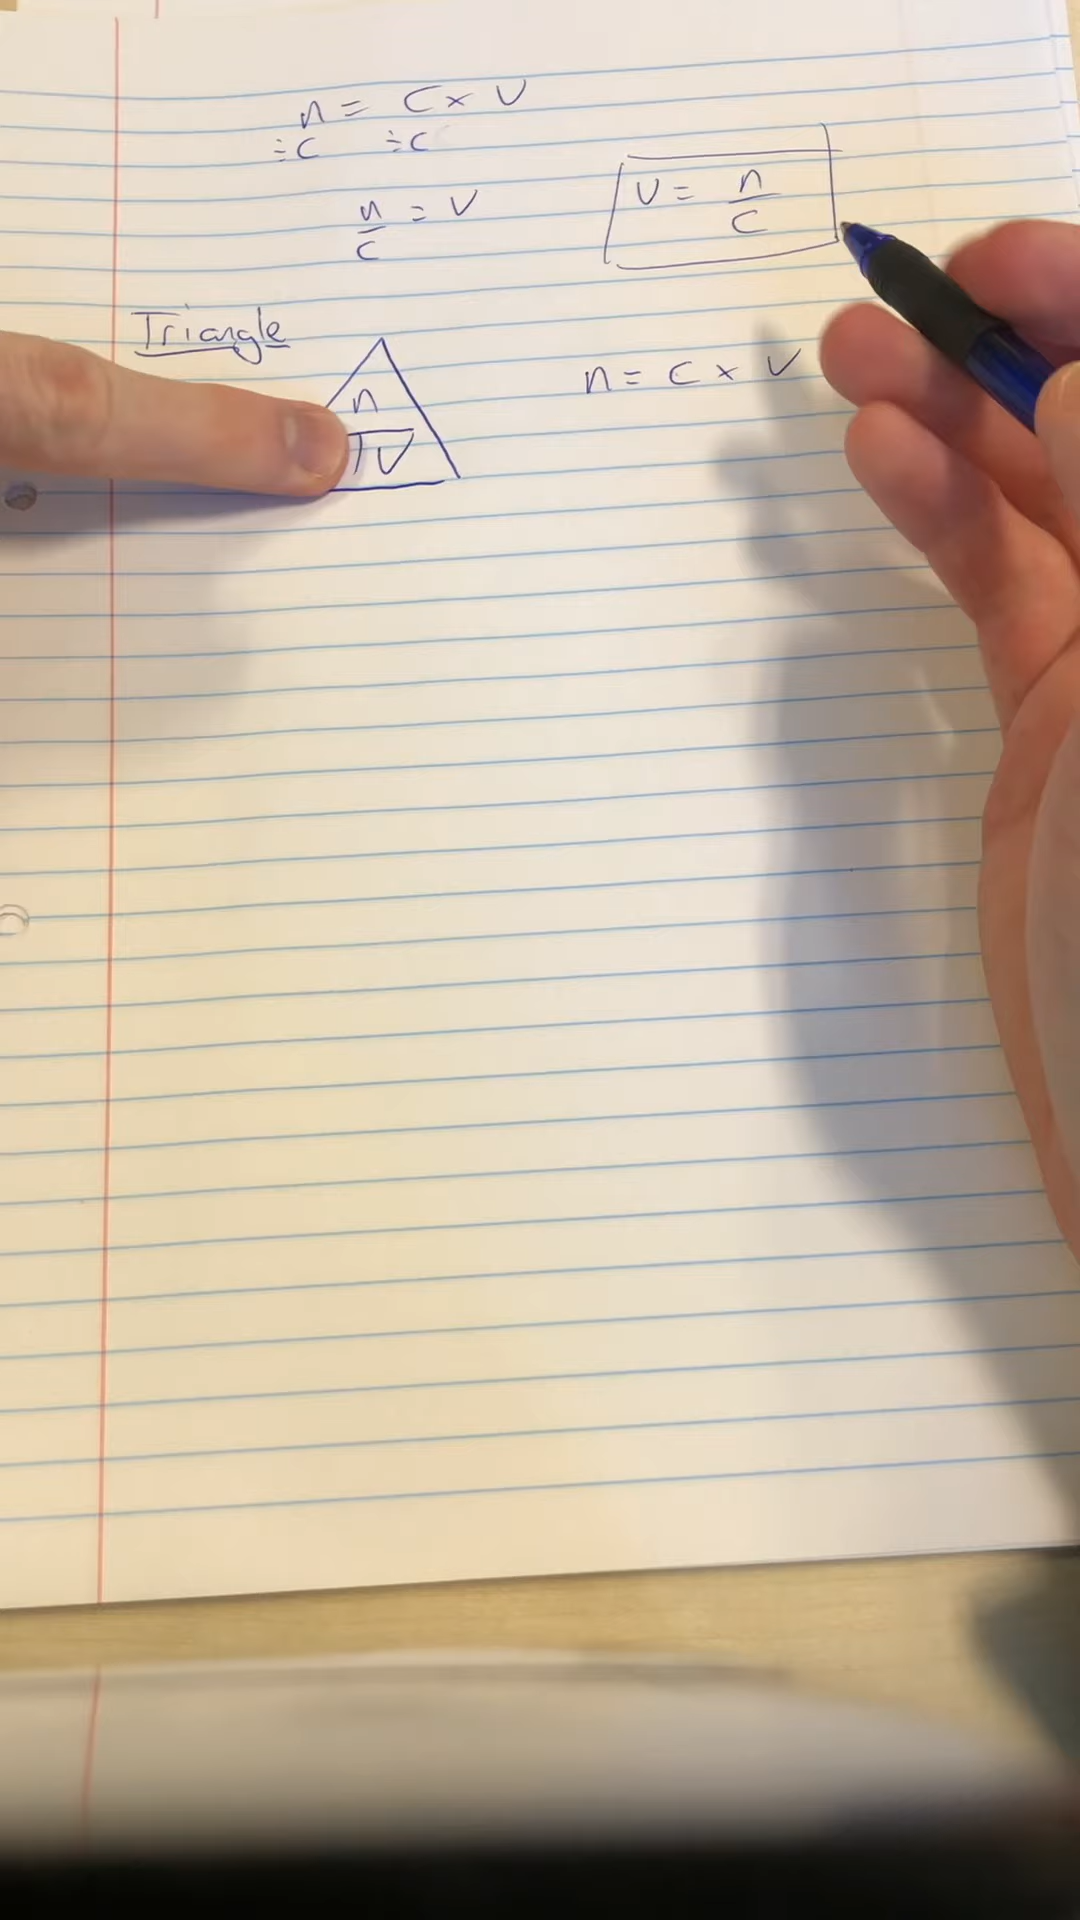 n = C × V
÷C ÷C
n/C = V
V = n/C
Triangle
n
V
n = C × V